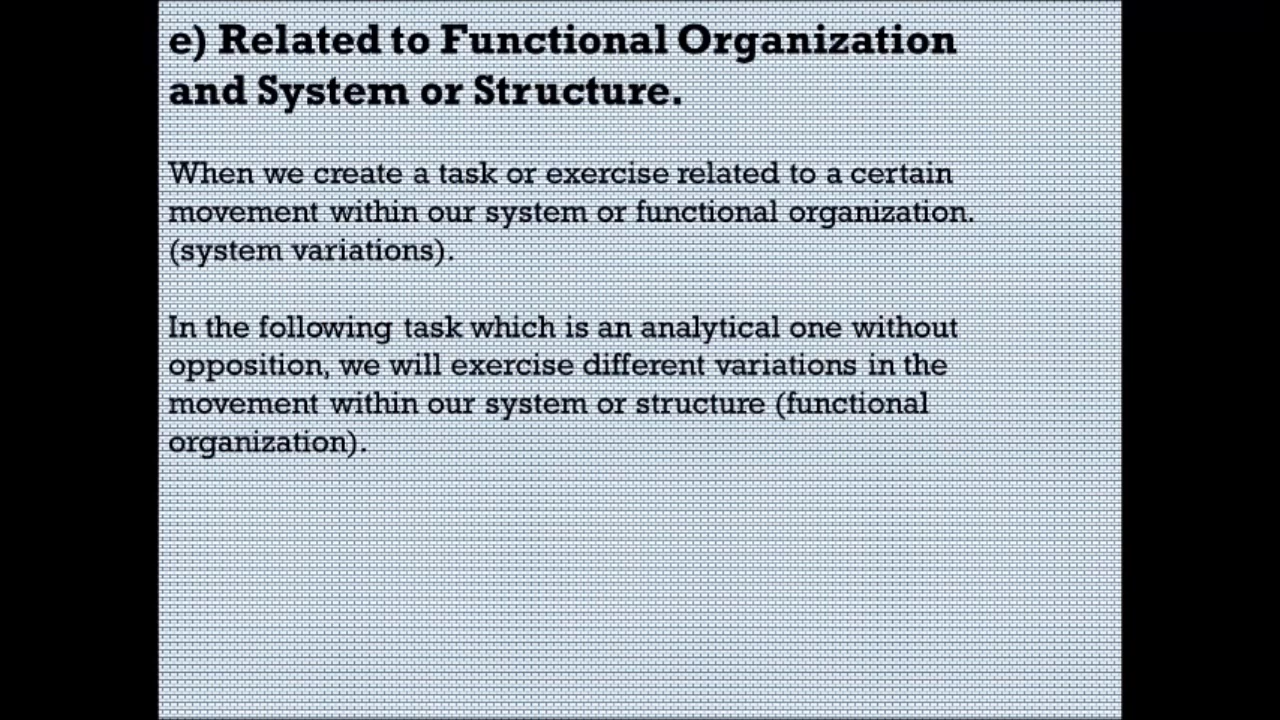 e) Related to Functional Organization
and System or Structure.
When we create a task or exercise related to a certain
movement within our system or functional organization.
(system variations).
In the following task which is an analytical one without
opposition, we will exercise different variations in the
movement within our system or structure (functional
organization).